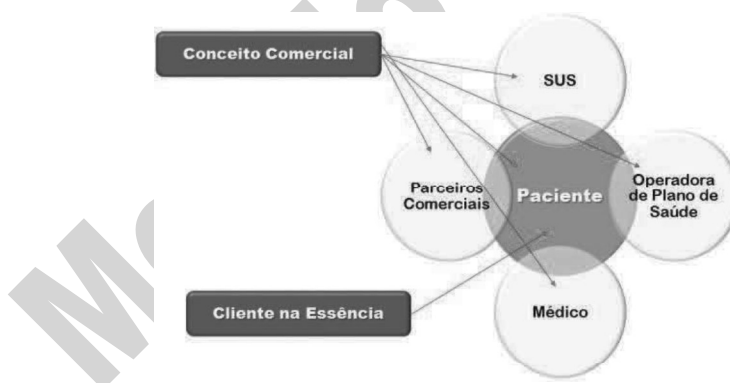 Conceito Comercial
SUS
Parceiros
Comerciais
Paciente
Operadora
de Plano de
Saúde
Cliente na Essência
Médico